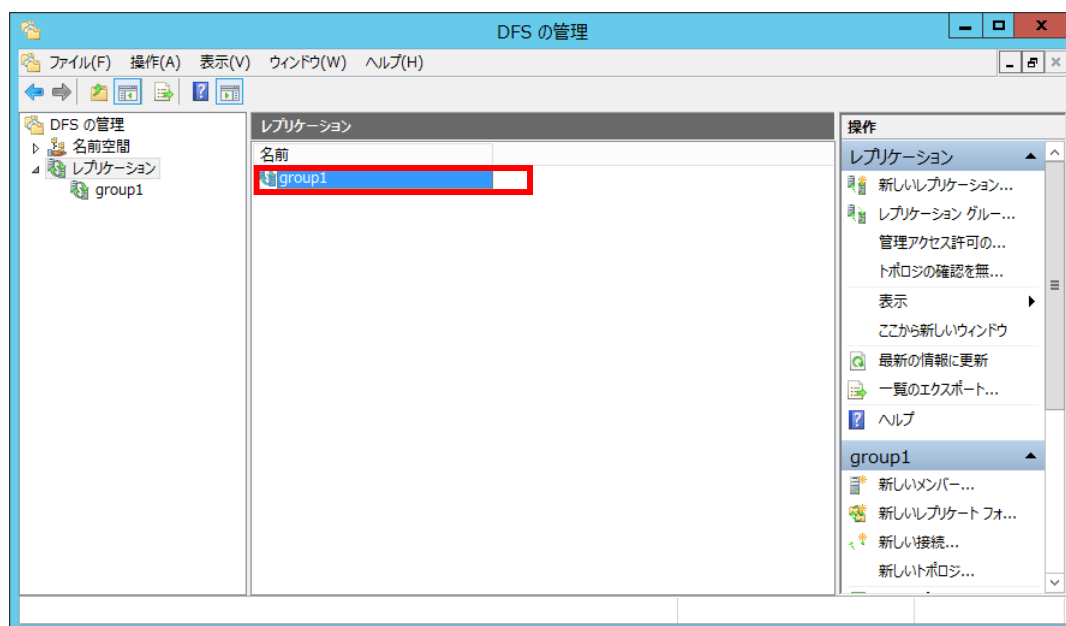 DFS の管理
ファイル(F) 操作(A) 表示(V) ウィンドウ(W) ヘルプ(H)
DFS の管理
名前空間
レプリケーション
group1
レプリケーション
名前
group1
操作
レプリケーション
新しいレプリケーション...
レプリケーション グルー...
管理アクセス許可の...
トポロジの確認を無...
表示
ここから新しいウィンドウ
最新の情報に更新
一覧のエクスポート...
ヘルプ
group1
新しいメンバー...
新しいレプリケート フォ...
新しい接続...
新しいトポロジ...